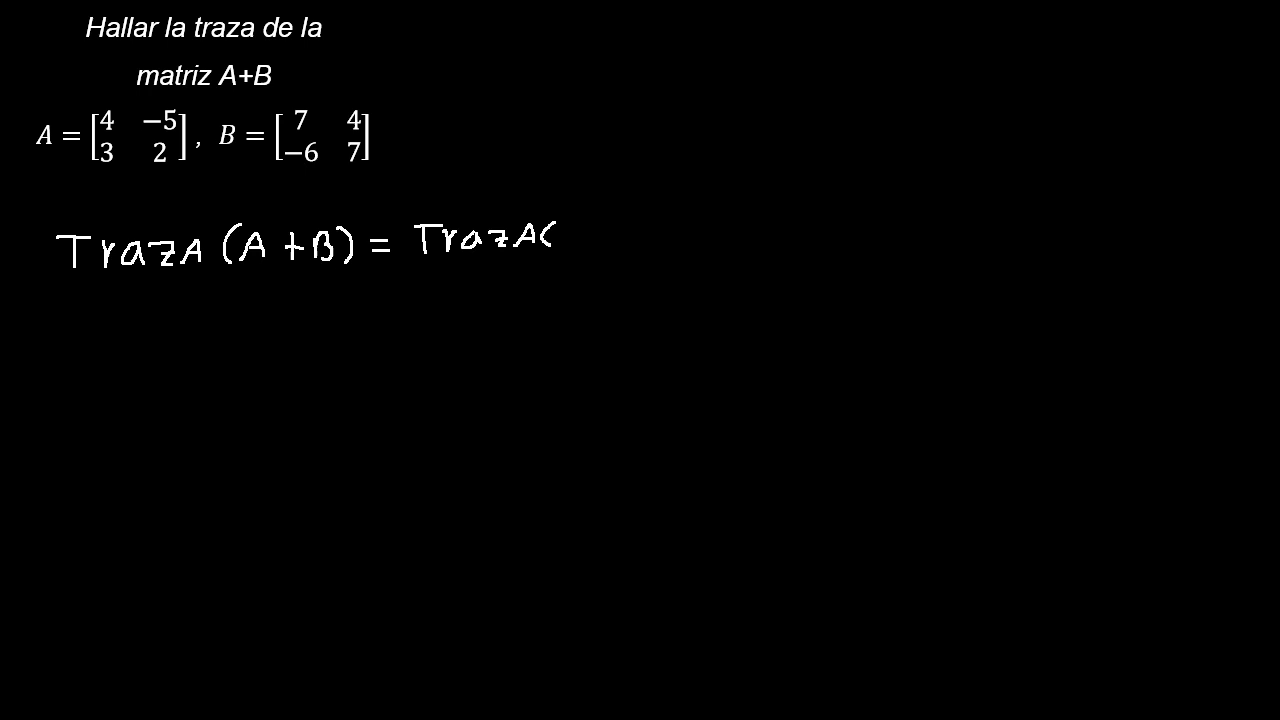 Hallar la traza de la
matriz A+B
A = [4 −5 3 2], B = [7 4 −6 7]
TrazA (A + B) = TrazA(